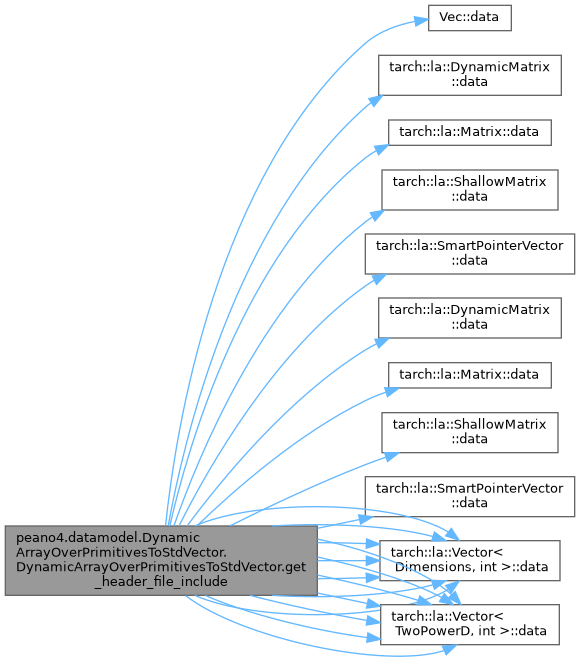 Vec::data
tarch::la::DynamicMatrix
::data
tarch::la::Matrix::data
tarch::la::ShallowMatrix
::data
tarch::la::SmartPointerVector
::data
tarch::la::DynamicMatrix
::data
tarch::la::Matrix::data
tarch::la::ShallowMatrix
::data
tarch::la::SmartPointerVector
::data
peano4.datamodel.Dynamic
ArrayOverPrimitivesToStdVector.
DynamicArrayOverPrimitivesToStdVector.get
_header_file_include
tarch::la::Vector<
Dimensions, int >::data
tarch::la::Vector<
TwoPowerD, int >::data